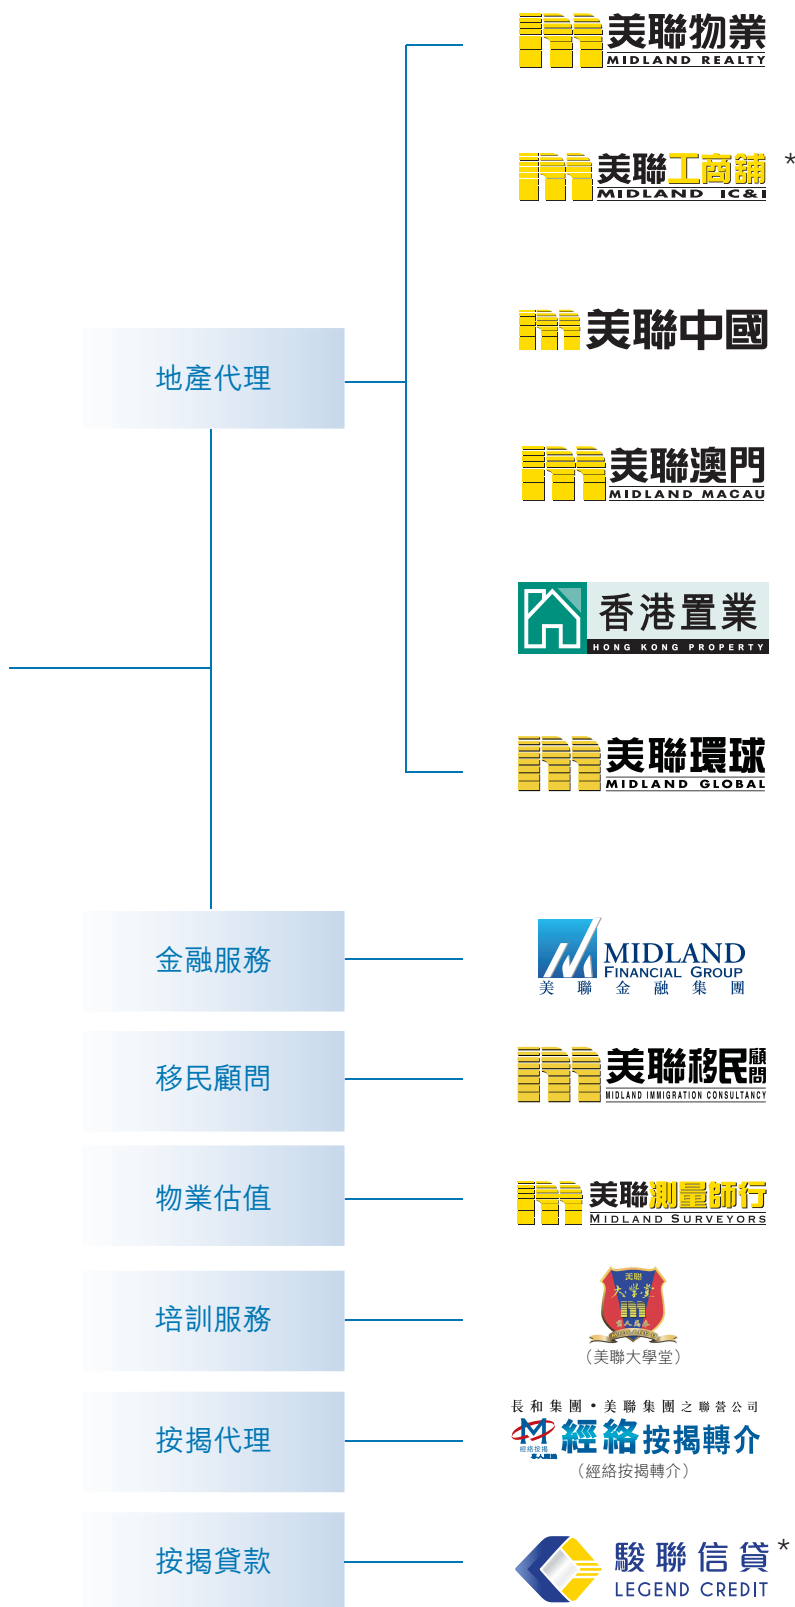 美聯物業
MIDLAND REALTY
美聯工商舖 *
MIDLAND IC&I
美聯中國
地產代理
美聯澳門
MIDLAND MACAU
香港置業
HONG KONG PROPERTY
美聯環球
MIDLAND GLOBAL
金融服務
MIDLAND
FINANCIAL GROUP
美聯金融集團
移民顧問
美聯移民顧問
MIDLAND IMMIGRATION CONSULTANCY
物業估值
美聯測量師行
MIDLAND SURVEYORS
培訓服務
美聯
大學堂
（美聯大學堂）
按揭代理
長和集團•美聯集團之聯營公司
經絡按揭轉介
經絡按揭
（經絡按揭轉介）
按揭貸款
駿聯信貸 *
LEGEND CREDIT